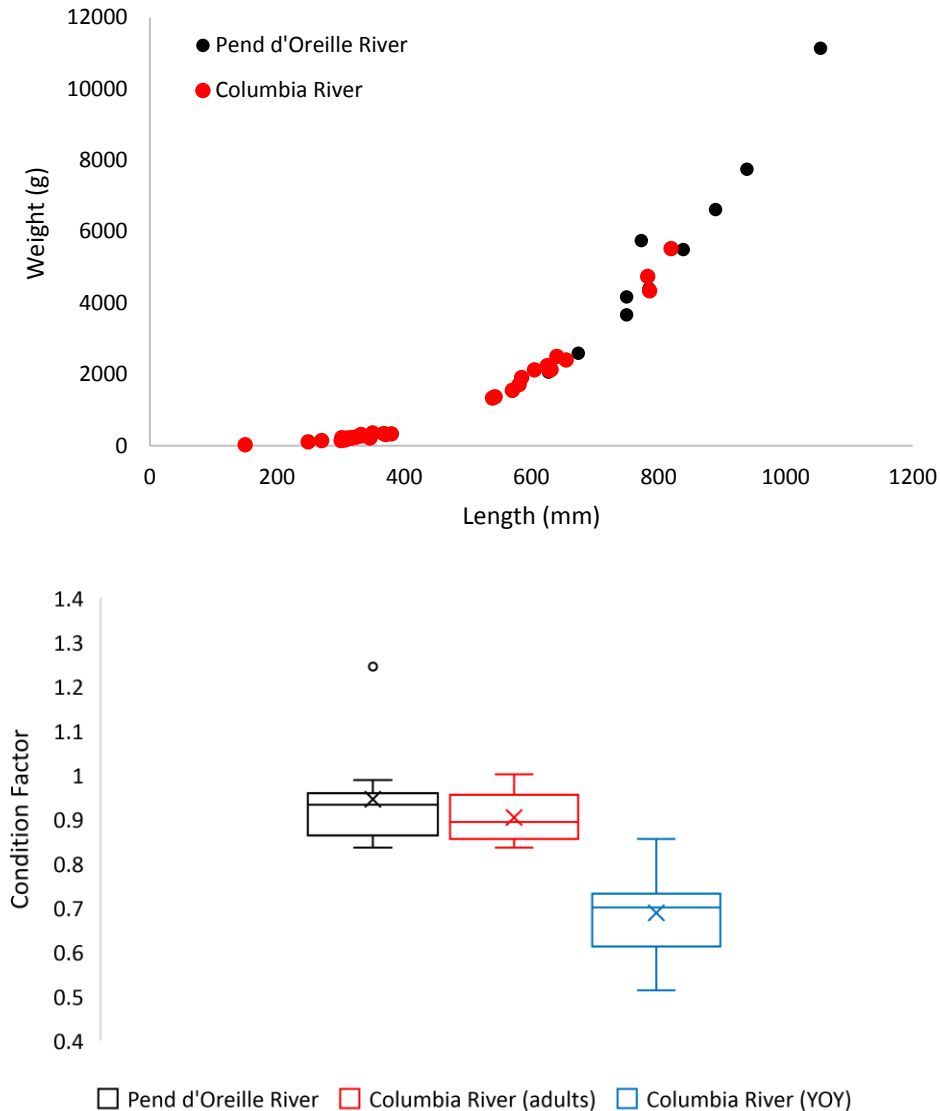 12000
10000
8000
6000
4000
2000
0
Weight (g)
Pend d'Oreille River
Columbia River
0 200 400 600 800 1000 1200
Length (mm)
1.4
1.3
1.2
1.1
1
0.9
0.8
0.7
0.6
0.5
0.4
Condition Factor
Pend d'Oreille River Columbia River (adults) Columbia River (YOY)